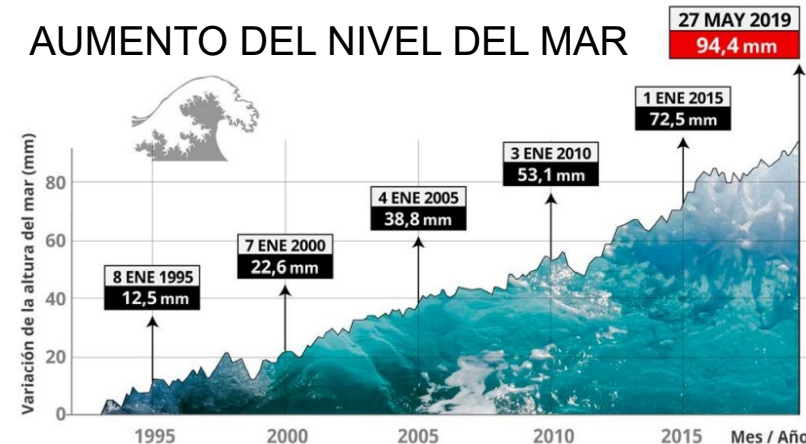 AUMENTO DEL NIVEL DEL MAR
27 MAY 2019
94,4 mm
1 ENE 2015
72,5 mm
3 ENE 2010
53,1 mm
4 ENE 2005
38,8 mm
7 ENE 2000
22,6 mm
8 ENE 1995
12,5 mm
Variación de la altura del mar (mm)
80
60
40
20
0
1995
2000
2005
2010
2015
Mes / Año